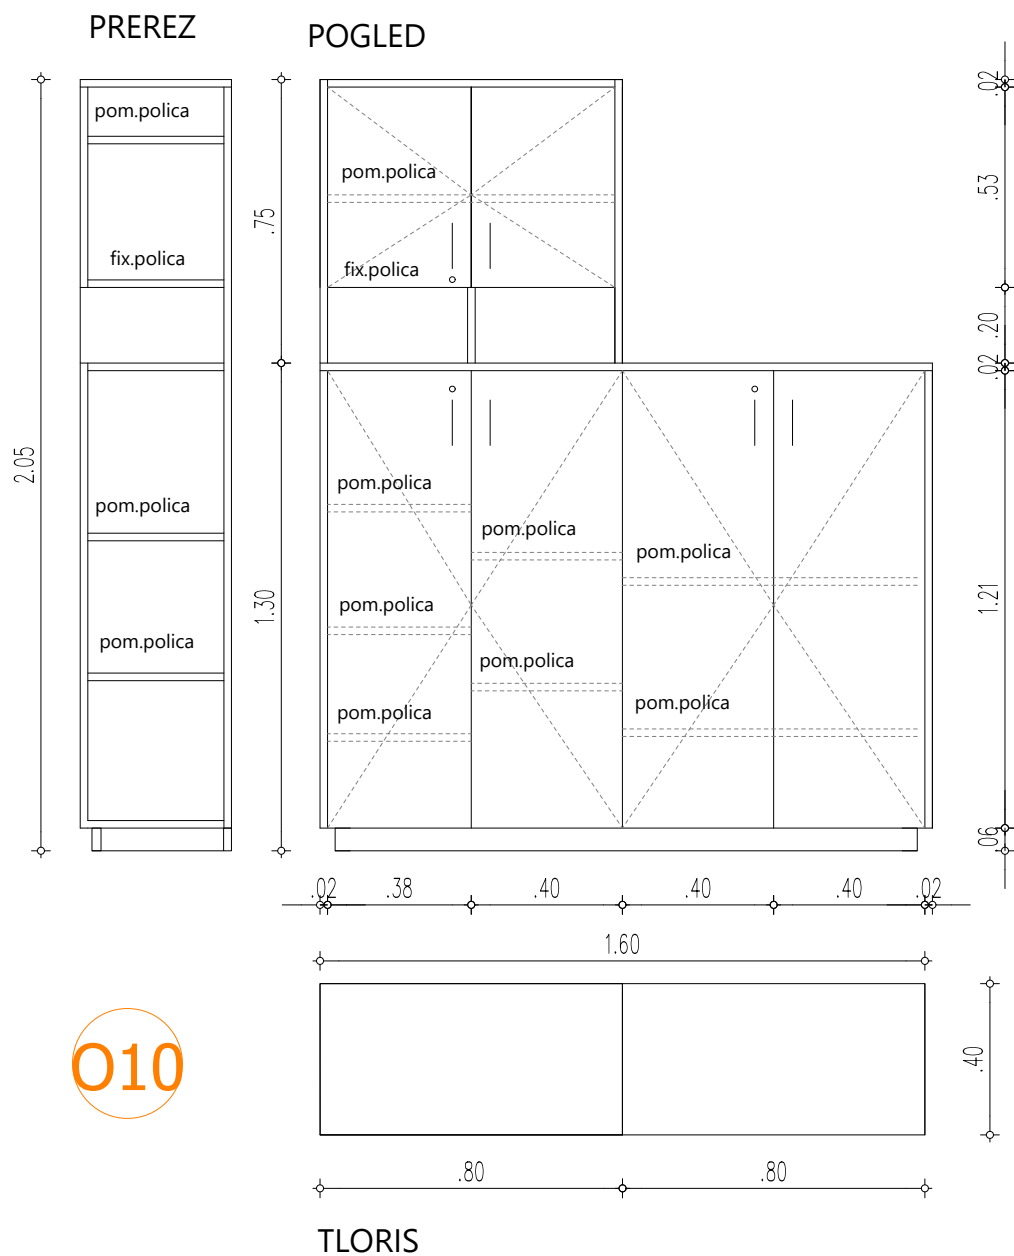 PREREZ
POGLED
pom.polica
fix.polica
pom.polica
pom.polica
2.05
.75
1.30
pom.polica
fix.polica
pom.polica
pom.polica
pom.polica
pom.polica
pom.polica
pom.polica
pom.polica
.02
.53
.20
.02
1.21
.06
.02
.38
.40
.40
.40
.02
1.60
.40
.80
.80
O10
TLORIS